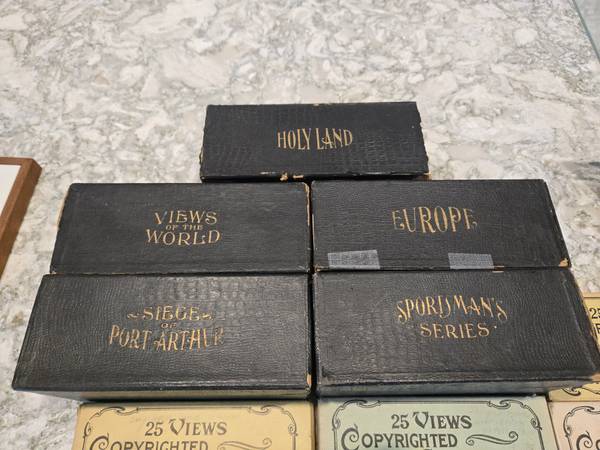 HOLY LAND
VIEWS
OF THE
WORLD
EUROPE
SIEGE
OF
PORT ARTHUR
SPORTSMAN'S
SERIES
25 VIEWS
COPYRIGHTED
25 VIEWS
COPYRIGHTED